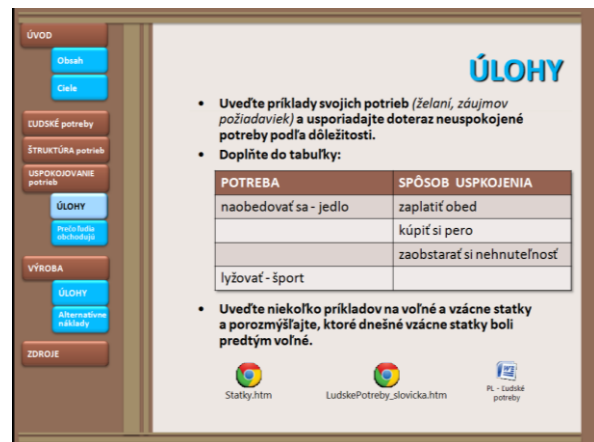 ÚVOD
Obsah
Ciele
ĽUDSKÉ potreby
ŠTRUKTÚRA potrieb
USPOKOJOVANIE
potrieb
ÚLOHY
Prečo ľudia
obchodujú
VÝROBA
ÚLOHY
Alternatívne
náklady
ZDROJE
ÚLOHY
• Uveďte príklady svojich potrieb (želaní, záujmov
požiadaviek) a usporiadajte doteraz neuspokojené
potreby podľa dôležitosti.
• Doplňte do tabuľky:
POTREBA SPÔSOB USPKOJENIA
naobedovať sa - jedlo zaplatiť obed
kúpiť si pero
zaobstarať si nehnuteľnosť
lyžovať - šport
• Uveďte niekoľko príkladov na voľné a vzácne statky
a porozmýšľajte, ktoré dnešné vzácne statky boli
predtým voľné.
Statky.htm
LudskePotreby_slovicka.htm
PL - Ľudské
potreby